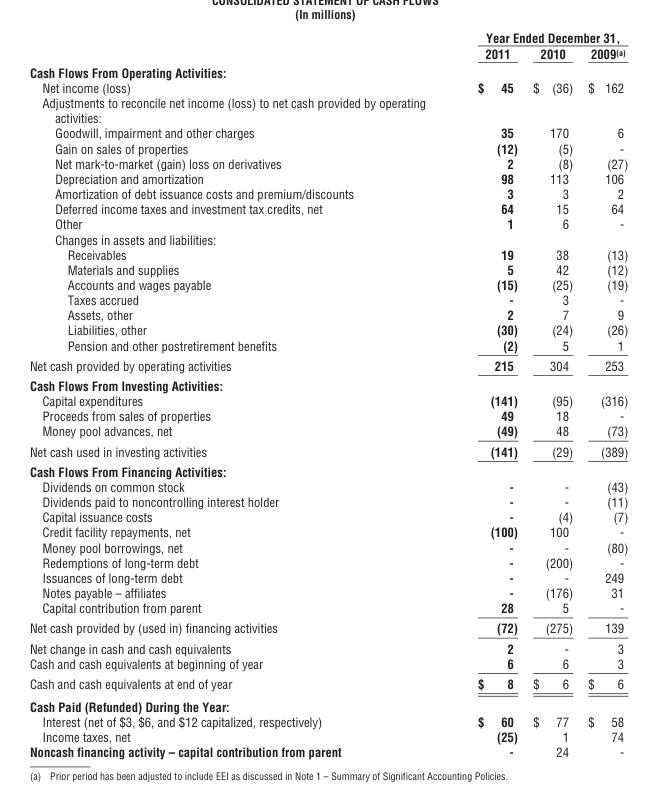 CONSOLIDATED STATEMENT OF CASH FLOWS
(In millions)
Year Ended December 31,
2011 2010 2009(a)
Cash Flows From Operating Activities:
Net income (loss) $ 45 $ (36) $ 162
Adjustments to reconcile net income (loss) to net cash provided by operating
activities:
Goodwill, impairment and other charges 35 170 6
Gain on sales of properties (12) (5) -
Net mark-to-market (gain) loss on derivatives 2 (8) (27)
Depreciation and amortization 98 113 106
Amortization of debt issuance costs and premium/discounts 3 3 2
Deferred income taxes and investment tax credits, net 64 15 64
Other 1 6 -
Changes in assets and liabilities:
Receivables 19 38 (13)
Materials and supplies 5 42 (12)
Accounts and wages payable (15) (25) (19)
Taxes accrued - 3 -
Assets, other 2 7 9
Liabilities, other (30) (24) (26)
Pension and other postretirement benefits (2) 5 1
Net cash provided by operating activities 215 304 253
Cash Flows From Investing Activities:
Capital expenditures (141) (95) (316)
Proceeds from sales of properties 49 18 -
Money pool advances, net (49) 48 (73)
Net cash used in investing activities (141) (29) (389)
Cash Flows From Financing Activities:
Dividends on common stock - - (43)
Dividends paid to noncontrolling interest holder - - (11)
Capital issuance costs - (4) (7)
Credit facility repayments, net (100) 100 -
Money pool borrowings, net - - (80)
Redemptions of long-term debt - (200) -
Issuances of long-term debt - - 249
Notes payable – affiliates - (176) 31
Capital contribution from parent 28 5 -
Net cash provided by (used in) financing activities (72) (275) 139
Net change in cash and cash equivalents 2 - 3
Cash and cash equivalents at beginning of year 6 6 3
Cash and cash equivalents at end of year $ 8 $ 6 $ 6
Cash Paid (Refunded) During the Year:
Interest (net of $3, $6, and $12 capitalized, respectively) $ 60 $ 77 $ 58
Income taxes, net (25) 1 74
Noncash financing activity – capital contribution from parent - 24 -
(a) Prior period has been adjusted to include EEI as discussed in Note 1 – Summary of Significant Accounting Policies.